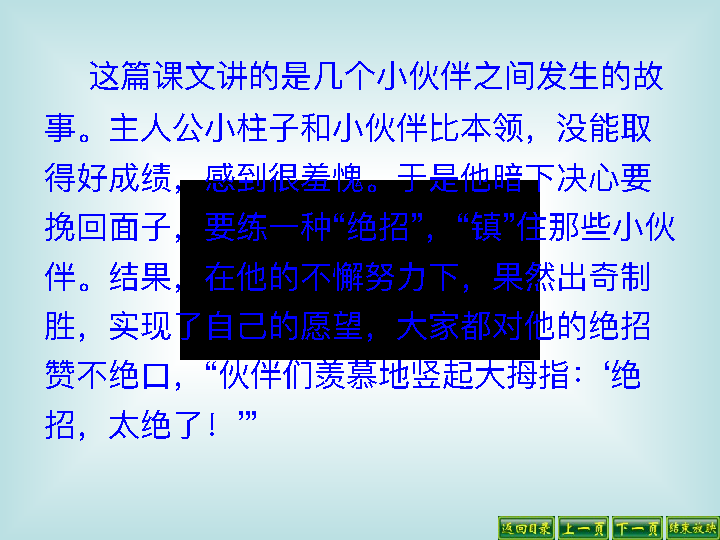 这篇课文讲的是几个小伙伴之间发生的故
事。主人公小柱子和小伙伴比本领，没能取
得好成绩，感到很羞愧。于是他暗下决心要
挽回面子，要练一种“绝招”，“镇”住那些小伙
伴。结果，在他的不懈努力下，果然出奇制
胜，实现了自己的愿望，大家都对他的绝招
赞不绝口，“伙伴们羡慕地竖起大拇指：‘绝
招，太绝了！’”
返回目录 上一页 下一页 结束放映